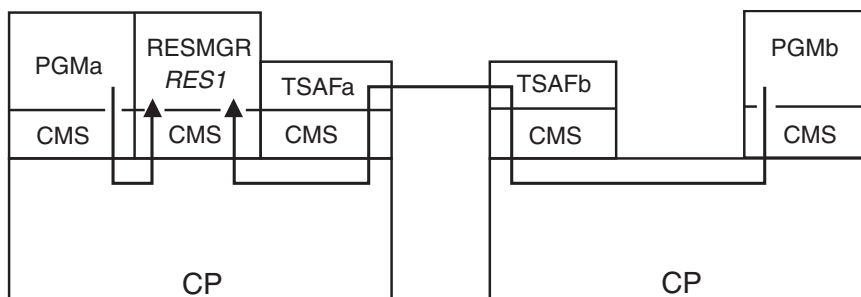 PGMa
RESMGR
RES1
TSAFa
CMS
CMS
CMS
CP
TSAFb
PGMb
CMS
CMS
CP